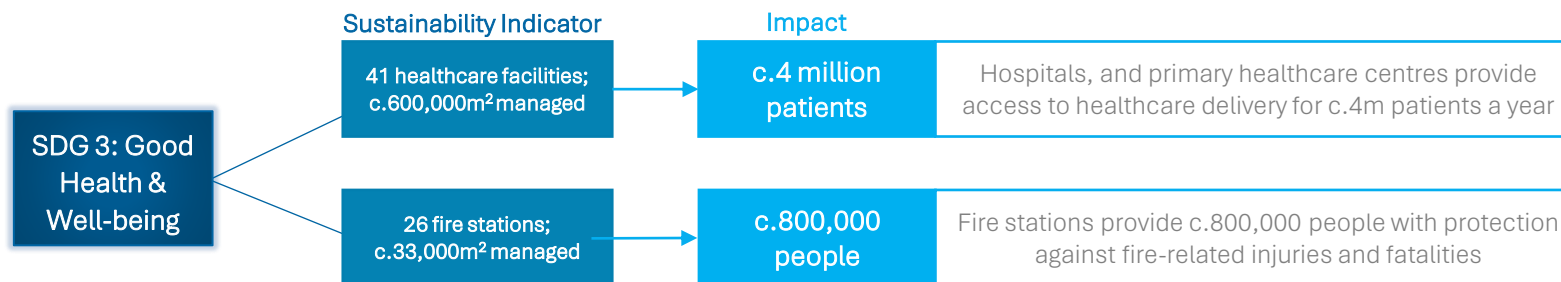 Sustainability Indicator
Impact
SDG 3: Good
Health &
Well-being
41 healthcare facilities;
c.600,000m² managed
c.4 million
patients
Hospitals, and primary healthcare centres provide
access to healthcare delivery for c.4m patients a year
26 fire stations;
c.33,000m² managed
c.800,000
people
Fire stations provide c.800,000 people with protection
against fire-related injuries and fatalities